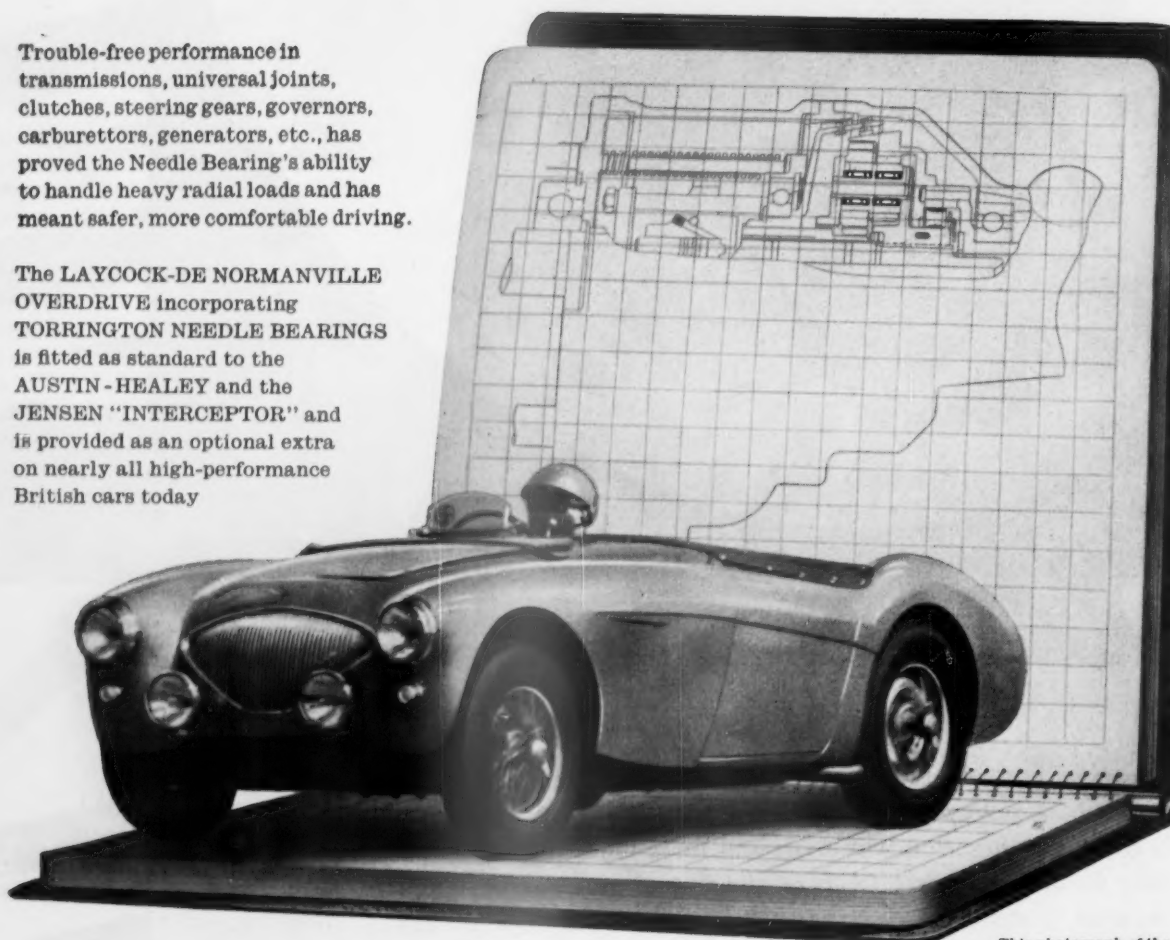 Trouble-free performance in
transmissions, universal joints,
clutches, steering gears, governors,
carburettors, generators, etc., has
proved the Needle Bearing's ability
to handle heavy radial loads and has
meant safer, more comfortable driving.
The LAYCOCK-DE NORMANVILLE
OVERDRIVE incorporating
TORRINGTON NEEDLE BEARINGS
is fitted as standard to the
AUSTIN-HEALEY and the
JENSEN "INTERCEPTOR" and
is provided as an optional extra
on nearly all high-performance
British cars today